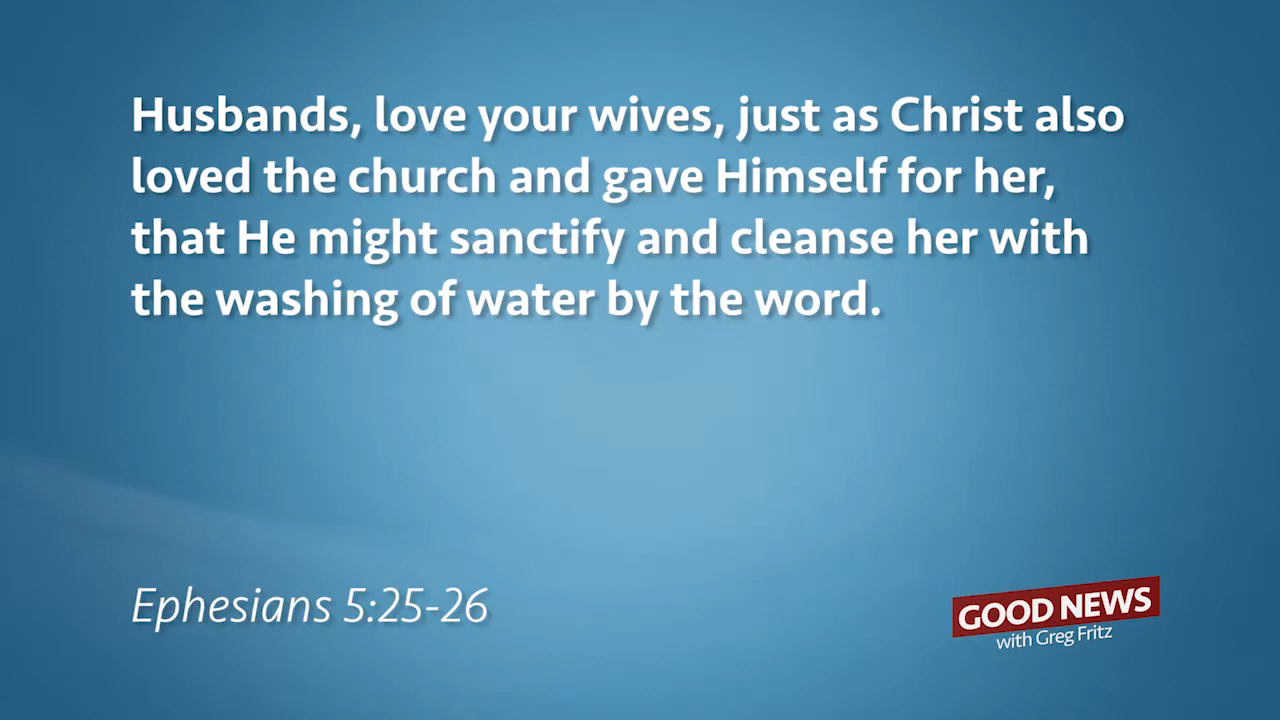 Husbands, love your wives, just as Christ also
loved the church and gave Himself for her,
that He might sanctify and cleanse her with
the washing of water by the word.
Ephesians 5:25-26
GOOD NEWS
with Greg Fritz